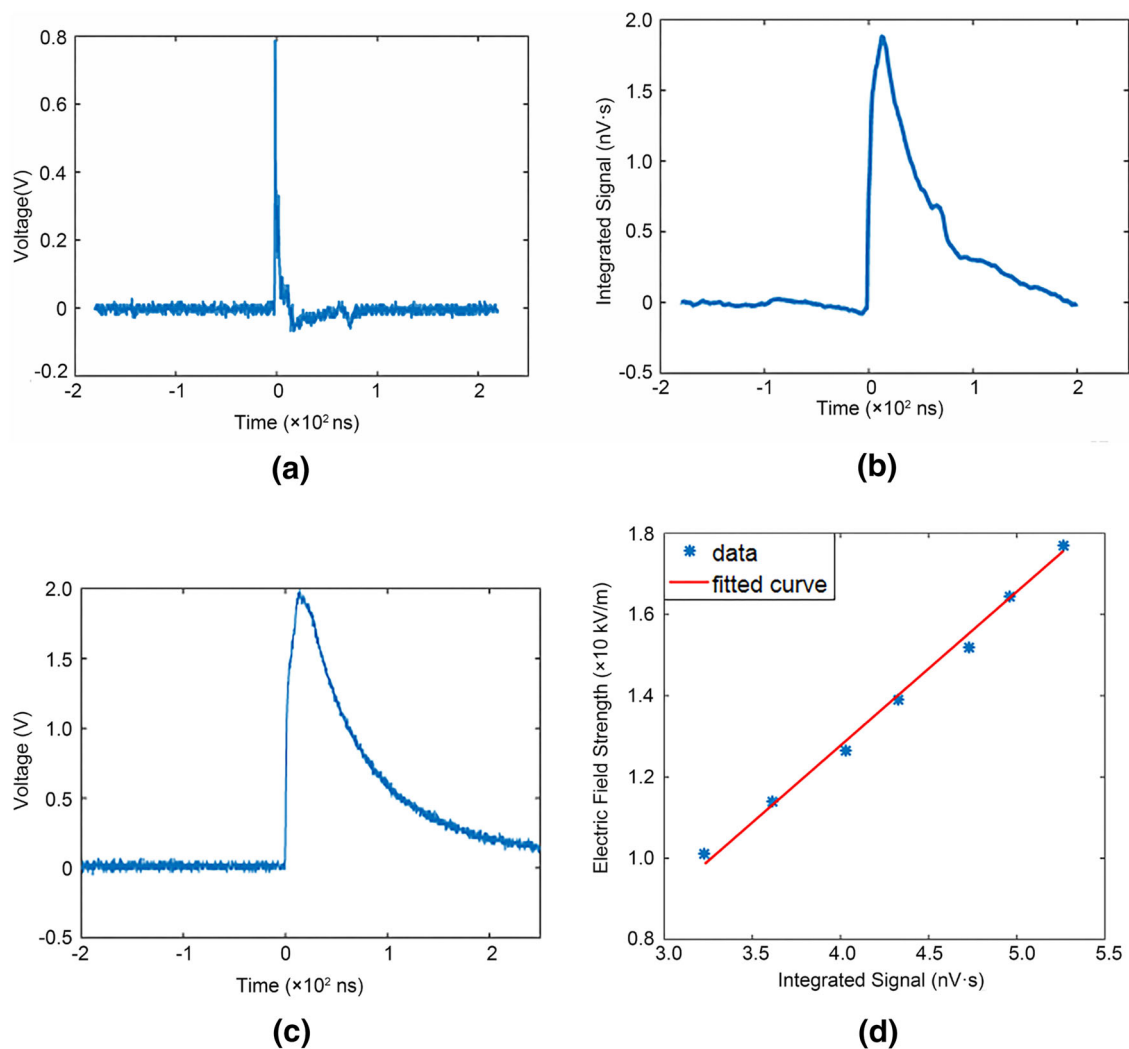 0.8
0.6
0.4
0.2
0
-0.2
Voltage(V)
-2 -1 0 1 2
Time (×10² ns)
(a)
2.0
1.5
1.0
0.5
0
-0.5
Integrated Signal (nV·s)
-2 -1 0 1 2
Time (×10² ns)
(b)
2.0
1.5
1.0
0.5
0
-0.5
Voltage (V)
-2 -1 0 1 2
Time (×10² ns)
(c)
data
fitted curve
1.8
1.6
1.4
1.2
1.0
0.8
Electric Field Strength (×10 kV/m)
3.0 3.5 4.0 4.5 5.0 5.5
Integrated Signal (nV·s)
(d)